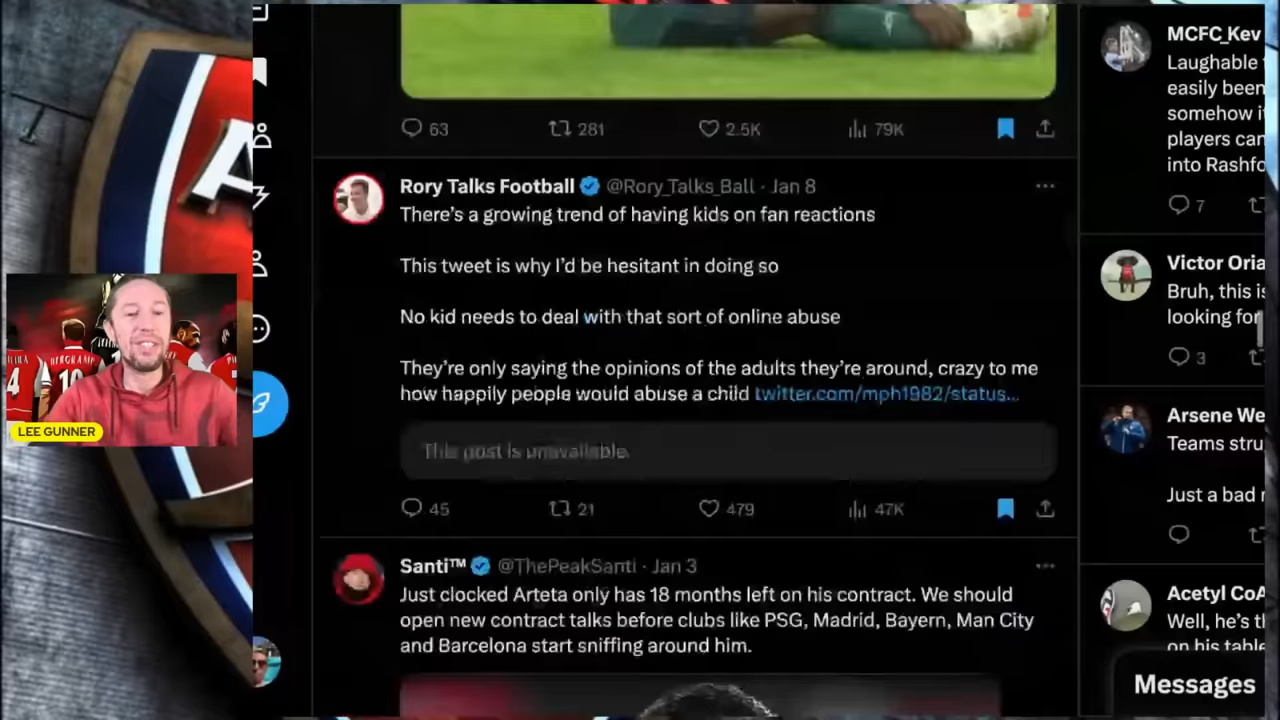 63
281
2.5K
79K
Rory Talks Football @Rory_Talks_Ball · Jan 8
There's a growing trend of having kids on fan reactions
This tweet is why I'd be hesitant in doing so
No kid needs to deal with that sort of online abuse
They're only saying the opinions of the adults they're around, crazy to me
how happily people would abuse a child twitter.com/mph1982/status...
This post is unavailable.
45
21
479
47K
Santi™ @ThePeakSanti · Jan 3
Just clocked Arteta only has 18 months left on his contract. We should
open new contract talks before clubs like PSG, Madrid, Bayern, Man City
and Barcelona start sniffing around him.
MCFC_Kev
Laughable
easily been
somehow
players can
into Rashfo
7
Victor Oria
Bruh, this is
looking for
3
Arsene We
Teams stru
Just a bad
Acetyl CoA
Well, he's
on his table
Messages
A
BERGKAMP
4
10
LEE GUNNER